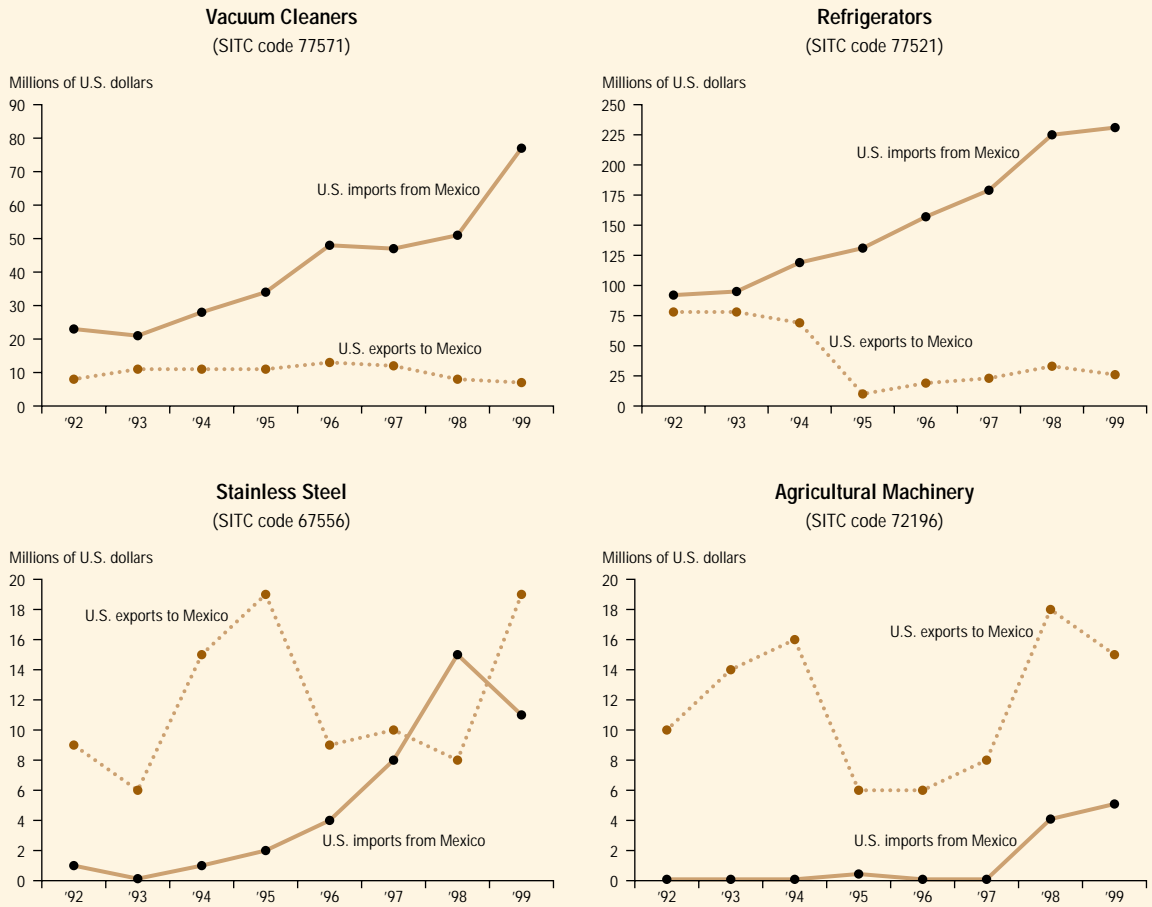 Vacuum Cleaners
(SITC code 77571)
Millions of U.S. dollars
90
80
70
60
50
40
30
20
10
0
U.S. imports from Mexico
U.S. exports to Mexico
'92 '93 '94 '95 '96 '97 '98 '99
Refrigerators
(SITC code 77521)
Millions of U.S. dollars
250
225
200
175
150
125
100
75
50
25
0
U.S. imports from Mexico
U.S. exports to Mexico
'92 '93 '94 '95 '96 '97 '98 '99
Stainless Steel
(SITC code 67556)
Millions of U.S. dollars
20
18
16
14
12
10
8
6
4
2
0
U.S. exports to Mexico
U.S. imports from Mexico
'92 '93 '94 '95 '96 '97 '98 '99
Agricultural Machinery
(SITC code 72196)
Millions of U.S. dollars
20
18
16
14
12
10
8
6
4
2
0
U.S. exports to Mexico
U.S. imports from Mexico
'92 '93 '94 '95 '96 '97 '98 '99